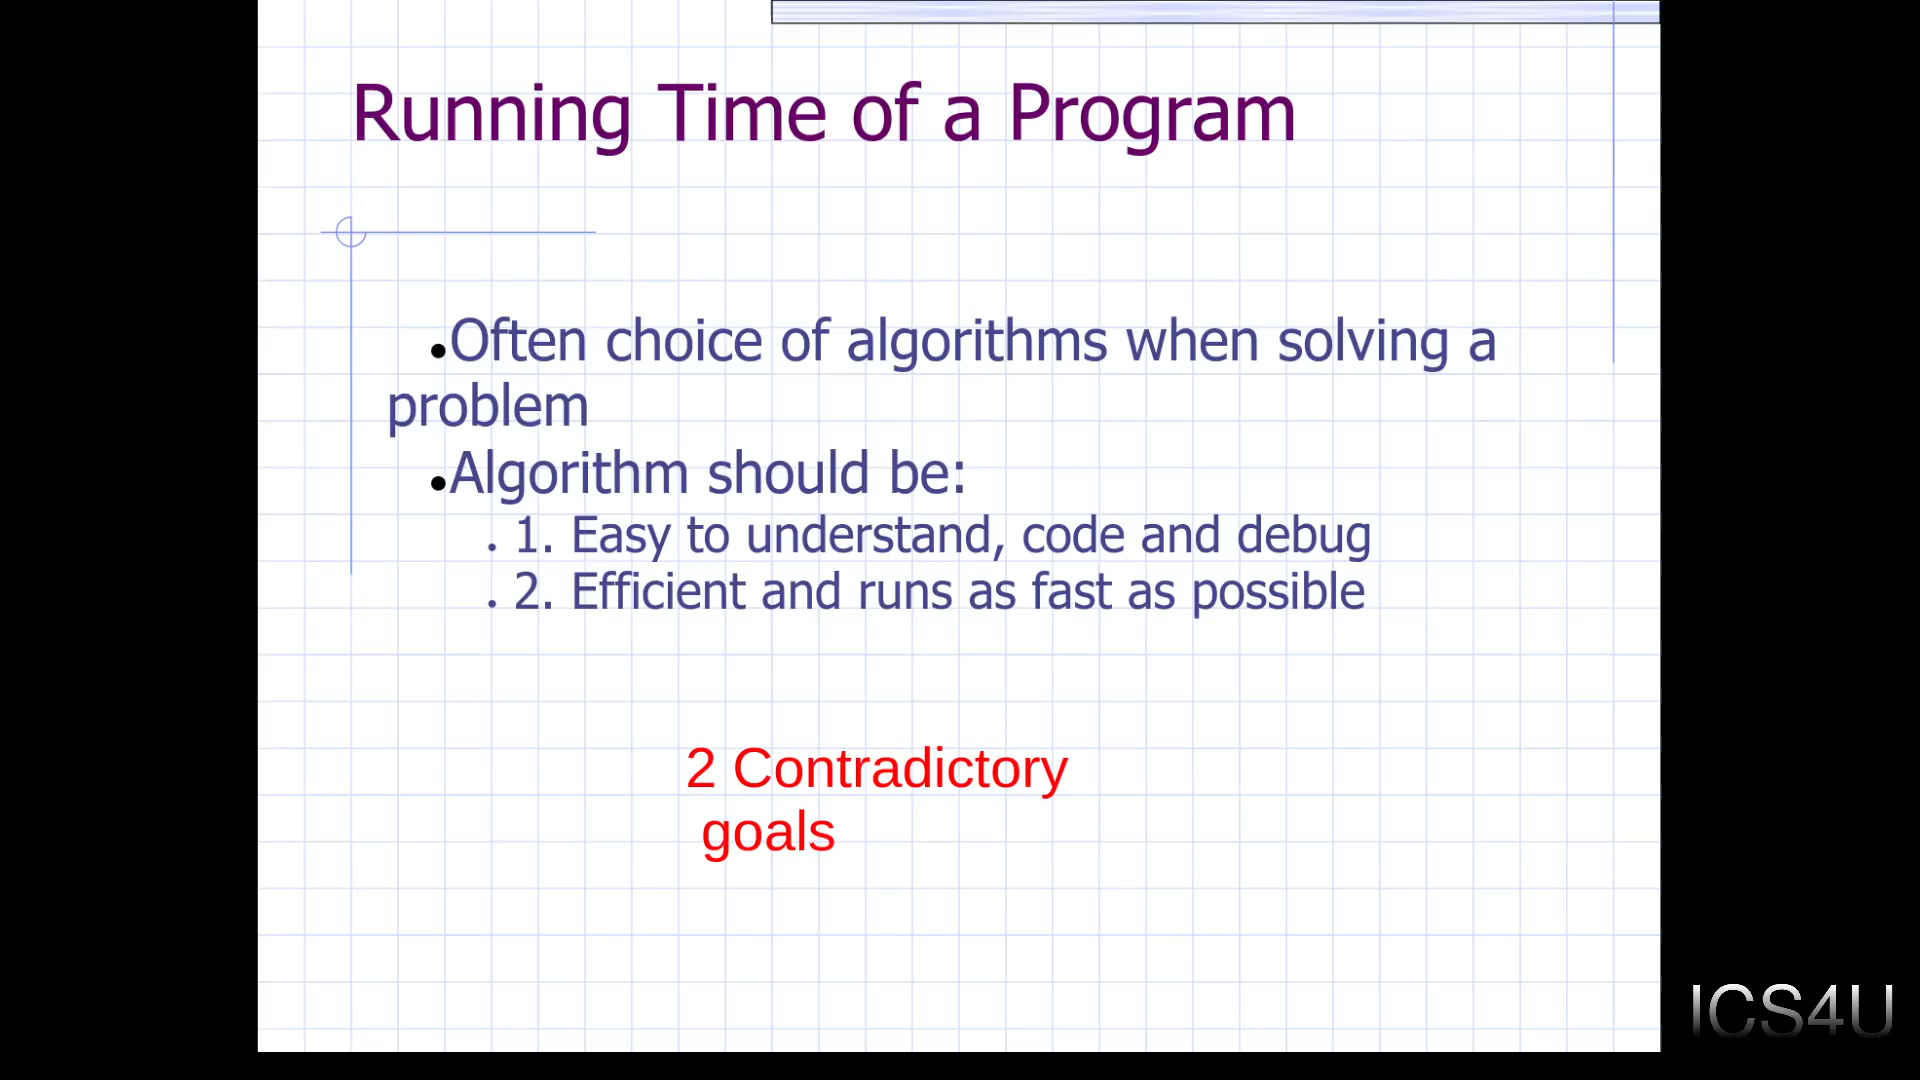 Running Time of a Program
•Often choice of algorithms when solving a
problem
•Algorithm should be:
• 1. Easy to understand, code and debug
• 2. Efficient and runs as fast as possible
2 Contradictory
goals
ICS4U